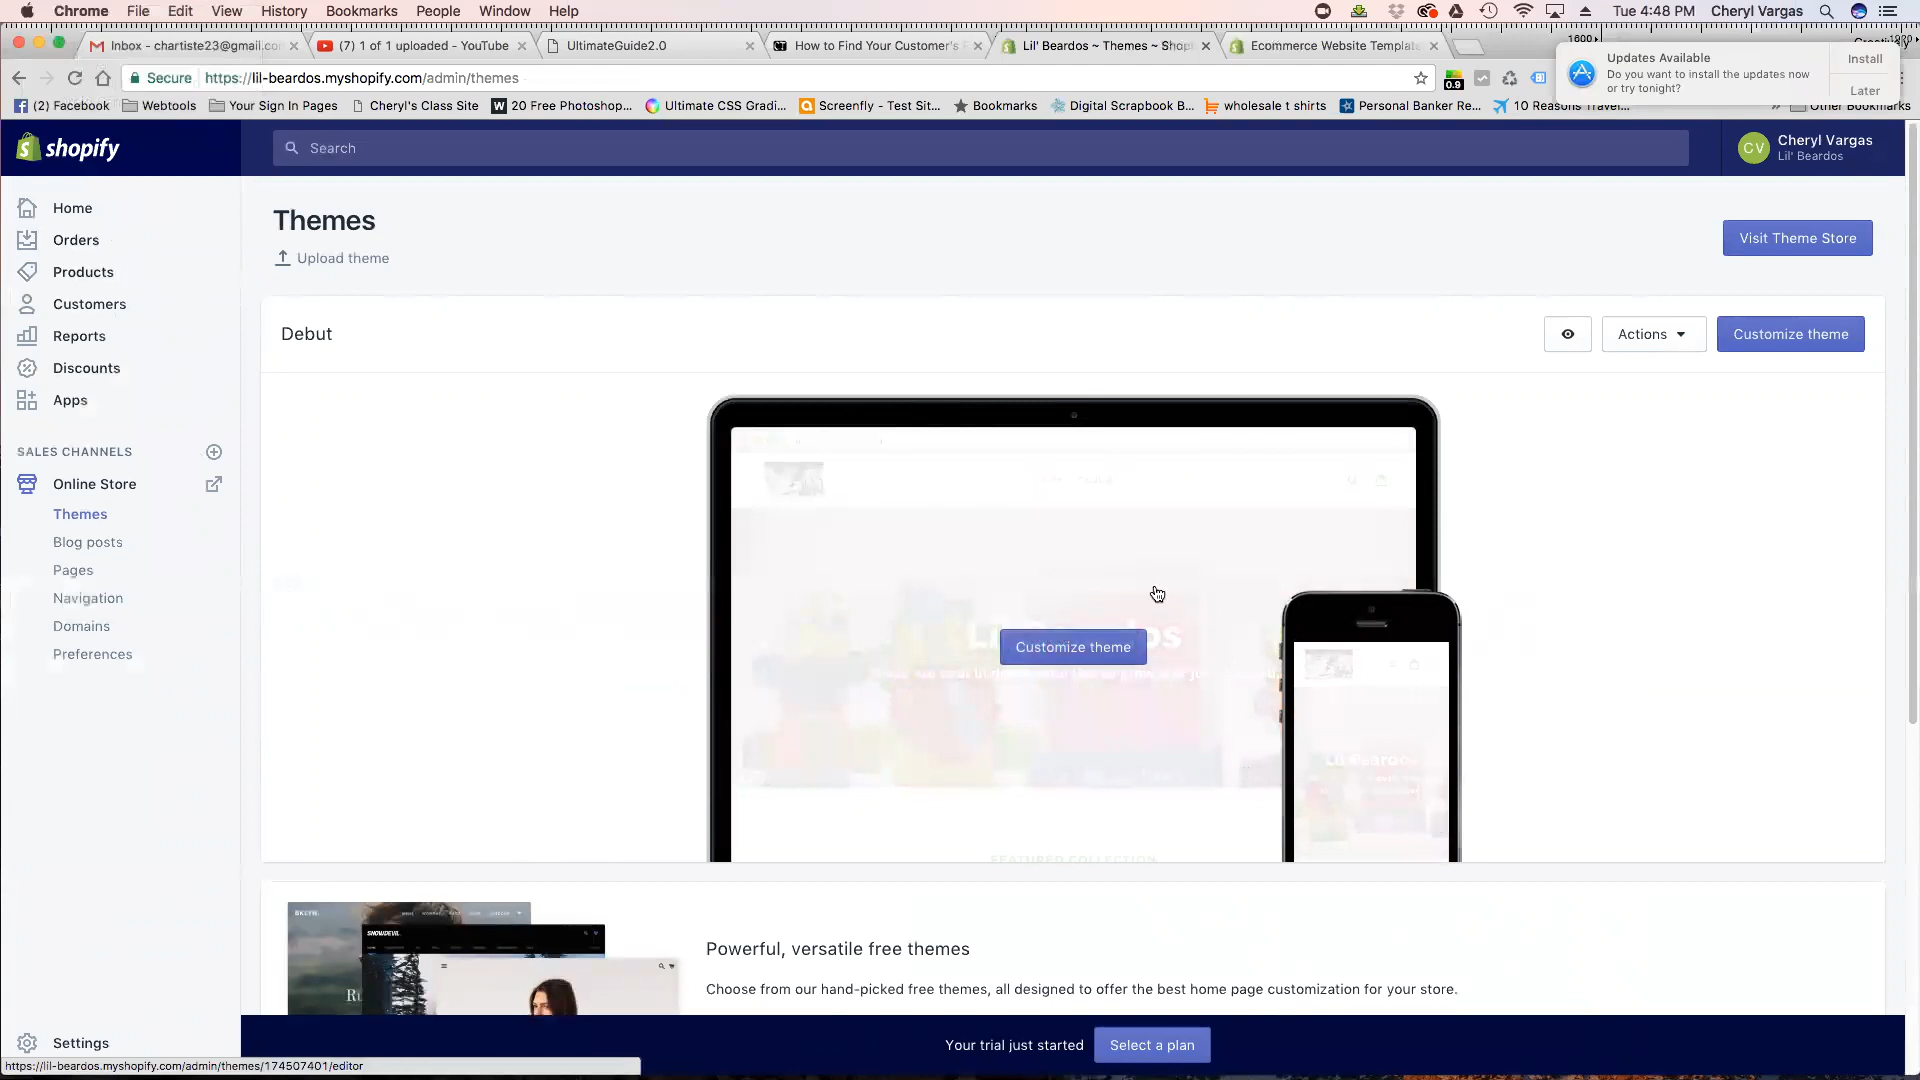 Chrome File Edit View History Bookmarks People Window Help Tue 4:48 PM Cheryl Vargas
Inbox - chartiste23@gmail.co (7) 1 of 1 uploaded - YouTube UltimateGuide2.0 How to Find Your Customer's Lil' Beardos ~ Themes ~ Shopi Ecommerce Website Template
Secure https://lil-beardos.myshopify.com/admin/themes
Updates Available
Do you want to install the updates now
or try tonight?
Install
Later
(2) Facebook Webtools Your Sign In Pages Cheryl's Class Site 20 Free Photoshop... Ultimate CSS Gradi... Screenfly - Test Sit... Bookmarks Digital Scrapbook B... wholesale t shirts Personal Banker Re... 10 Reasons Travel... Other Bookmarks
shopify
Search
CV
Cheryl Vargas
Lil' Beardos
Home
Orders
Products
Customers
Reports
Discounts
Apps
SALES CHANNELS
Online Store
Themes
Blog posts
Pages
Navigation
Domains
Preferences
Settings
Themes
Upload theme
Visit Theme Store
Debut
Actions
Customize theme
Customize theme
FEATURED COLLECTION
Powerful, versatile free themes
Choose from our hand-picked free themes, all designed to offer the best home page customization for your store.
Your trial just started
Select a plan
https://lil-beardos.myshopify.com/admin/themes/174507401/editor